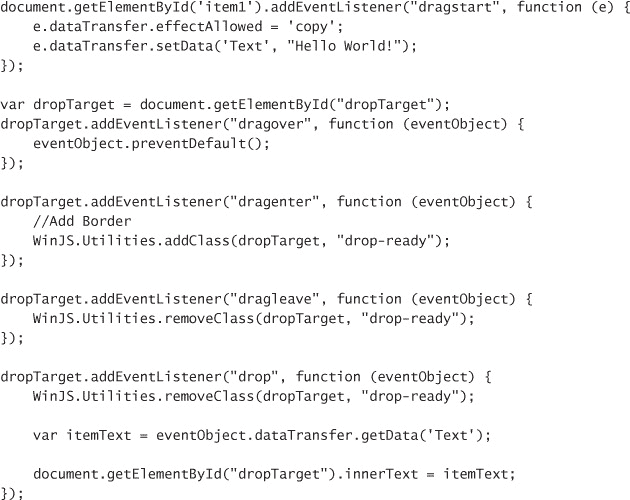 document.getElementById('item1').addEventListener("dragstart", function (e) {
    e.dataTransfer.effectAllowed = 'copy';
    e.dataTransfer.setData('Text', "Hello World!");
});

var dropTarget = document.getElementById("dropTarget");
dropTarget.addEventListener("dragover", function (eventObject) {
    eventObject.preventDefault();
});

dropTarget.addEventListener("dragenter", function (eventObject) {
    //Add Border
    WinJS.Utilities.addClass(dropTarget, "drop-ready");
});

dropTarget.addEventListener("dragleave", function (eventObject) {
    WinJS.Utilities.removeClass(dropTarget, "drop-ready");
});

dropTarget.addEventListener("drop", function (eventObject) {
    WinJS.Utilities.removeClass(dropTarget, "drop-ready");

    var itemText = eventObject.dataTransfer.getData('Text');

    document.getElementById("dropTarget").innerText = itemText;
});